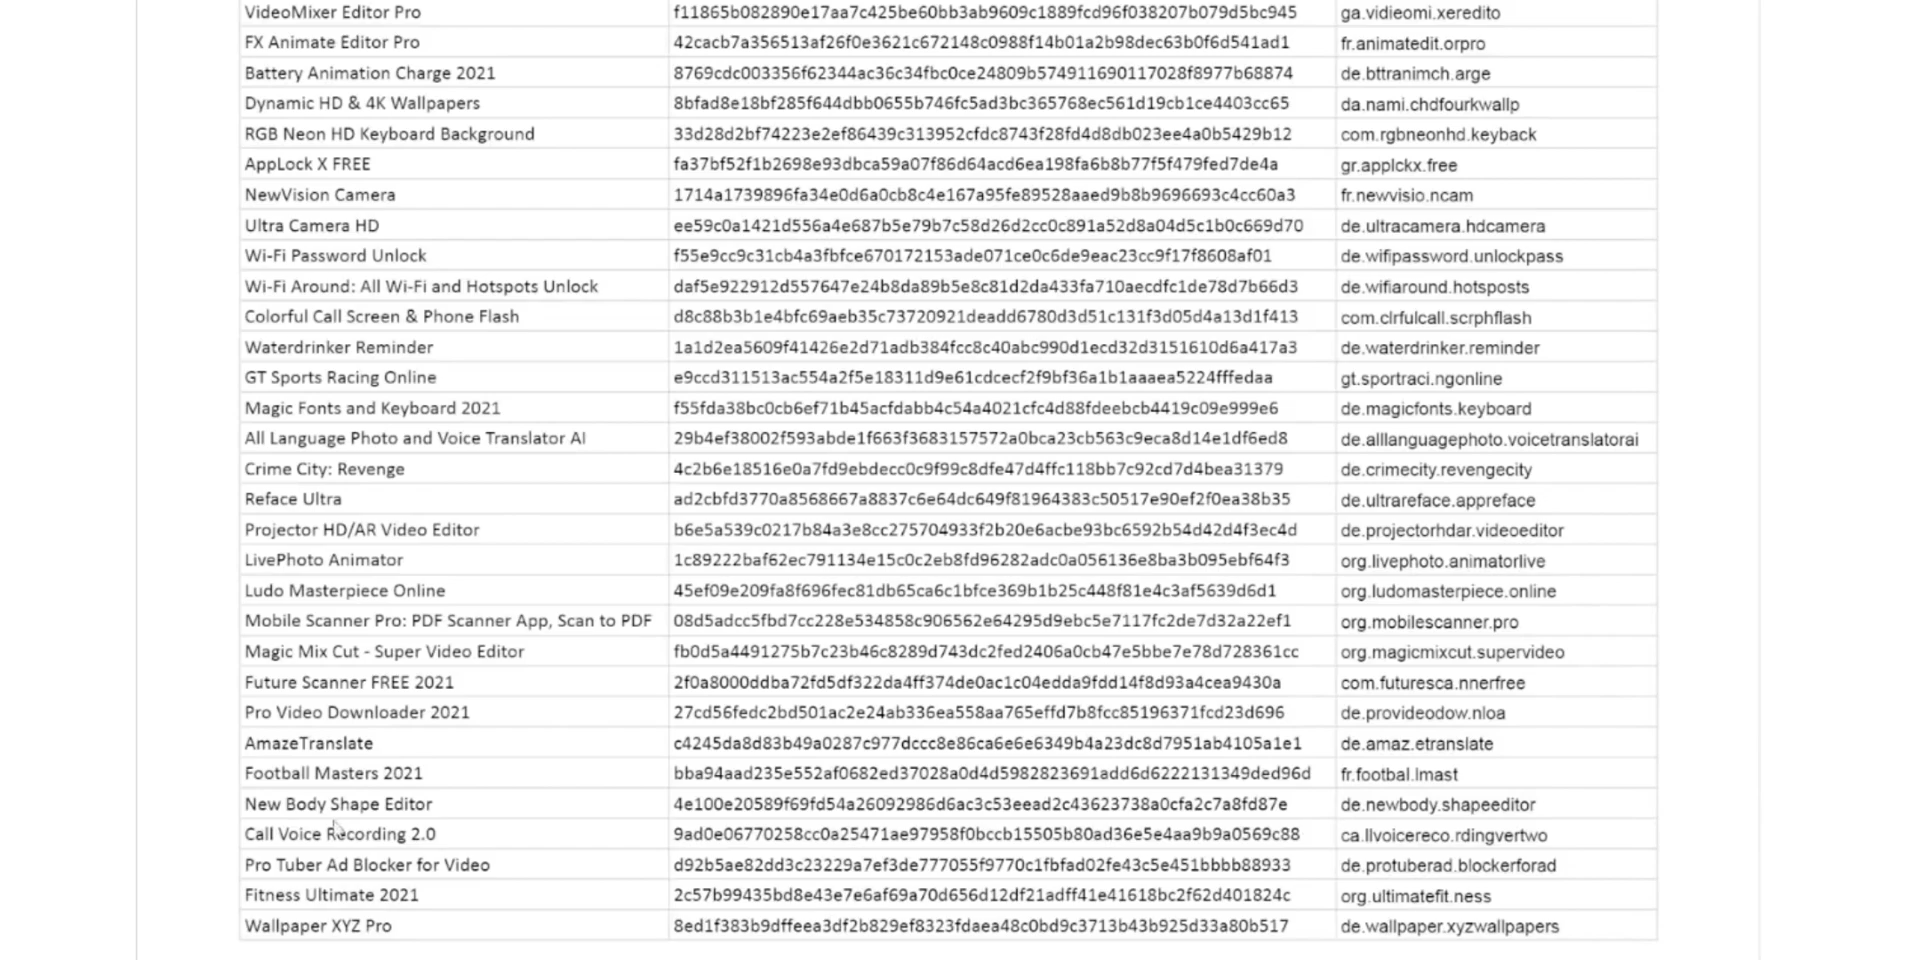 VideoMixer Editor Pro f11865b082890e17aa7c425be60bb3ab9609c1889fcd96f038207b079d5bc945 ga.vidieomi.xeredito
FX Animate Editor Pro 42cacb7a356513af26f0e3621c672148c0988f14b01a2b98dec63b0f6d541ad1 fr.animatedit.orpro
Battery Animation Charge 2021 8769cdc003356f62344ac36c34fbc0ce24809b574911690117028f8977b68874 de.bttranimch.arge
Dynamic HD & 4K Wallpapers 8bfad8e18bf285f644dbb0655b746fc5ad3bc365768ec561d19cb1ce4403cc65 da.nami.chdfourkwallp
RGB Neon HD Keyboard Background 33d28d2bf74223e2ef86439c313952cfdc8743f28fd4d8db023ee4a0b5429b12 com.rgbneonhd.keyback
AppLock X FREE fa37bf52f1b2698e93dbca59a07f86d64acd6ea198fa6b8b77f5f479fed7de4a gr.applckx.free
NewVision Camera 1714a1739896fa34e0d6a0cb8c4e167a95fe89528aaed9b8b9696693c4cc60a3 fr.newvisio.ncam
Ultra Camera HD ee59c0a1421d556a4e687b5e79b7c58d26d2cc0c891a52d8a04d5c1b0c669d70 de.ultracamera.hdcamera
Wi-Fi Password Unlock f55e9cc9c31cb4a3fbfce670172153ade071ce0c6de9eac23cc9f17f8608af01 de.wifipassword.unlockpass
Wi-Fi Around: All Wi-Fi and Hotspots Unlock daf5e922912d557647e24b8da89b5e8c81d2da433fa710aecdfc1de78d7b66d3 de.wifiaround.hotsposts
Colorful Call Screen & Phone Flash d8c88b3b1e4bfc69aeb35c73720921deadd6780d3d51c131f3d05d4a13d1f413 com.clrfulcall.scrphflash
Waterdrinker Reminder 1a1d2ea5609f41426e2d71adb384fcc8c40abc990d1ecd32d3151610d6a417a3 de.waterdrinker.reminder
GT Sports Racing Online e9ccd311513ac554a2f5e18311d9e61cdcecf2f9bf36a1b1aaaea5224fffedaa gt.sportraci.ngonline
Magic Fonts and Keyboard 2021 f55fda38bc0cb6ef71b45acfdabb4c54a4021cfc4d88fdeebcb4419c09e999e6 de.magicfonts.keyboard
All Language Photo and Voice Translator AI 29b4ef38002f593abde1f663f3683157572a0bca23cb563c9eca8d14e1df6ed8 de.alllanguagephoto.voicetranslatorai
Crime City: Revenge 4c2b6e18516e0a7fd9ebdecc0c9f99c8dfe47d4ffc118bb7c92cd7d4bea31379 de.crimecity.revengecity
Reface Ultra ad2cbfd3770a8568667a8837c6e64dc649f81964383c50517e90ef2f0ea38b35 de.ultrareface.appreface
Projector HD/AR Video Editor b6e5a539c0217b84a3e8cc275704933f2b20e6acbe93bc6592b54d42d4f3ec4d de.projectorhdar.videoeditor
LivePhoto Animator 1c89222baf62ec791134e15c0c2eb8fd96282adc0a056136e8ba3b095ebf64f3 org.livephoto.animatorlive
Ludo Masterpiece Online 45ef09e209fa8f696fec81db65ca6c1bfce369b1b25c448f81e4c3af5639d6d1 org.ludomasterpiece.online
Mobile Scanner Pro: PDF Scanner App, Scan to PDF 08d5adcc5fbd7cc228e534858c906562e64295d9ebc5e7117fc2de7d32a22ef1 org.mobilescanner.pro
Magic Mix Cut - Super Video Editor fb0d5a4491275b7c23b46c8289d743dc2fed2406a0cb47e5bbe7e78d728361cc org.magicmixcut.supervideo
Future Scanner FREE 2021 2f0a8000ddba72fd5df322da4ff374de0ac1c04edda9fdd14f8d93a4cea9430a com.futuresca.nnerfree
Pro Video Downloader 2021 27cd56fedc2bd501ac2e24ab336ea558aa765effd7b8fcc85196371fcd23d696 de.provideodow.nloa
AmazeTranslate c4245da8d83b49a0287c977dccc8e86ca6e6e6349b4a23dc8d7951ab4105a1e1 de.amaz.etranslate
Football Masters 2021 bba94aad235e552af0682ed37028a0d4d5982823691add6d6222131349ded96d fr.footbal.lmast
New Body Shape Editor 4e100e20589f69fd54a26092986d6ac3c53eead2c43623738a0cfa2c7a8fd87e de.newbody.shapeeditor
Call Voice Recording 2.0 9ad0e06770258cc0a25471ae97958f0bccb15505b80ad36e5e4aa9b9a0569c88 ca.llvoicereco.rdingvertwo
Pro Tuber Ad Blocker for Video d92b5ae82dd3c23229a7ef3de777055f9770c1fbfad02fe43c5e451bbbb88933 de.protuberad.blockerforad
Fitness Ultimate 2021 2c57b99435bd8e43e7e6af69a70d656d12df21adff41e41618bc2f62d401824c org.ultimatefit.ness
Wallpaper XYZ Pro 8ed1f383b9dffeea3df2b829ef8323fdaea48c0bd9c3713b43b925d33a80b517 de.wallpaper.xyzwallpapers